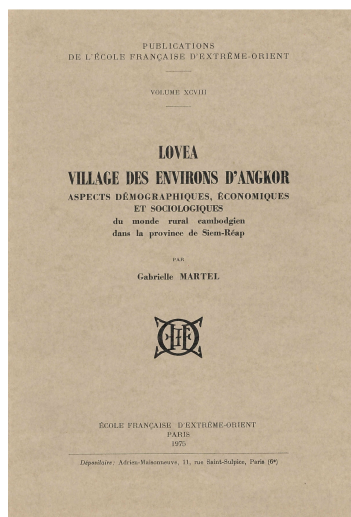 PUBLICATIONS
DE L'ÉCOLE FRANÇAISE D'EXTRÊME-ORIENT
VOLUME XCVIII
LOVEA
VILLAGE DES ENVIRONS D'ANGKOR
ASPECTS DÉMOGRAPHIQUES, ÉCONOMIQUES
ET SOCIOLOGIQUES
du monde rural cambodgien
dans la province de Siem-Réap
PAR
Gabrielle MARTEL
ÉCOLE FRANÇAISE D'EXTRÊME-ORIENT
PARIS
1975
Dépositaire: Adrien-Maisonneuve, 11, rue Saint-Sulpice, Paris (6e)